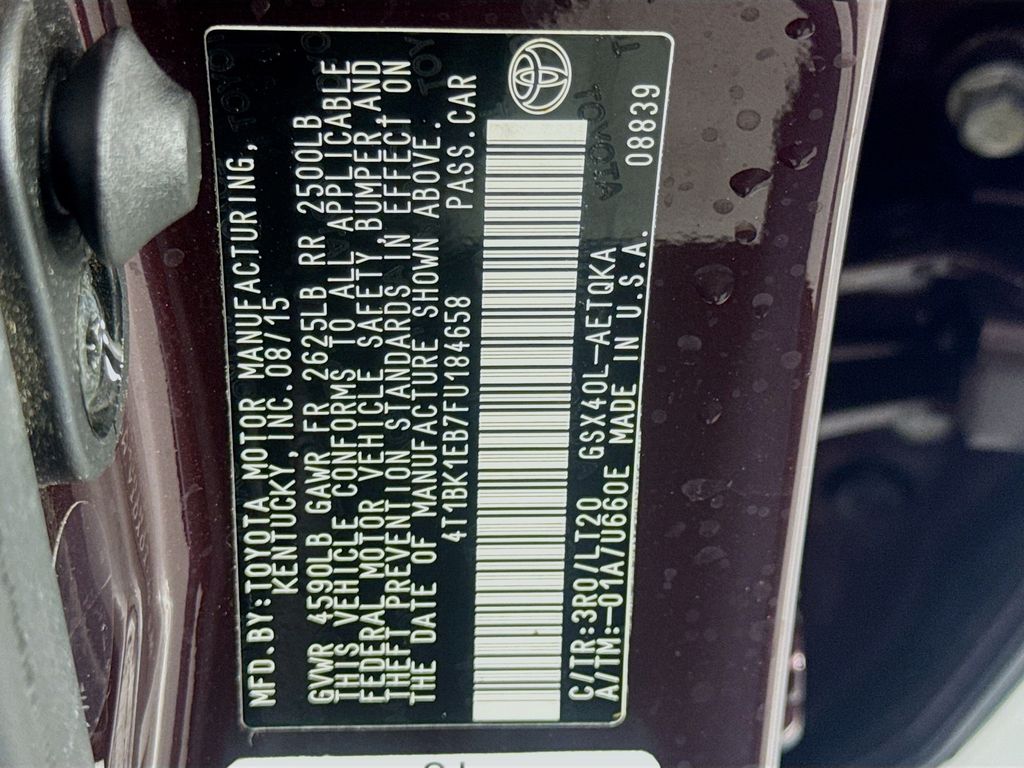 MFD.BY:TOYOTA MOTOR MANUFACTURING,
KENTUCKY, INC. 08/15
GVWR 4590LB GAWR FR 2625LB RR 2500LB
THIS VEHICLE CONFORMS TO ALL APPLICABLE
FEDERAL MOTOR VEHICLE SAFETY, BUMPER AND
THEFT PREVENTION STANDARDS IN EFFECT ON
THE DATE OF MANUFACTURE SHOWN ABOVE.
4T1BK1EB7FU184658 PASS.CAR
C/TR:3R0/LT20 GSX40L-AETQKA
A/TM:-01A/U660E MADE IN U.S.A. 08839
TOYOTA